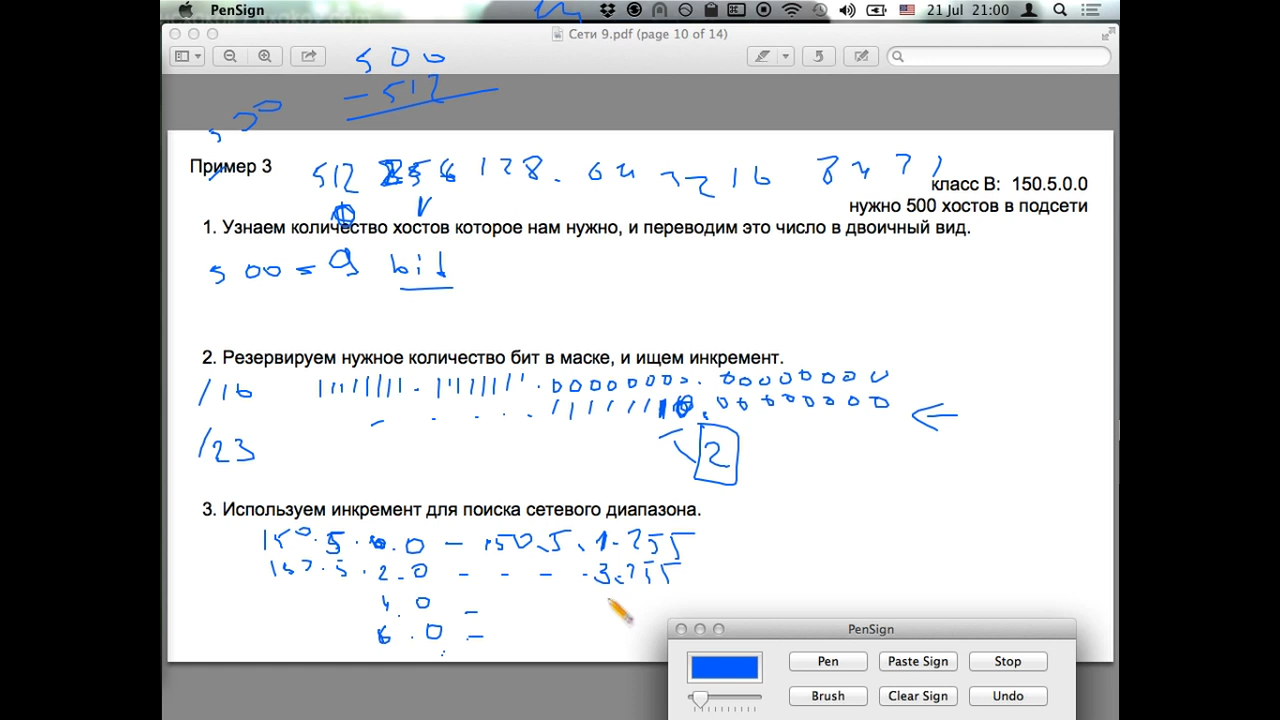 PenSign
21 Jul 21:00
Сети 9.pdf (page 10 of 14)
500
- 512
Пример 3
512 256 128 64 32 16 8 4 2 1
класс B: 150.5.0.0
нужно 500 хостов в подсети
1. Узнаем количество хостов которое нам нужно, и переводим это число в двоичный вид.
500 = 9 bit
2. Резервируем нужное количество бит в маске, и ищем инкремент.
/16 11111111.11111111.00000000.00000000
11111110.00000000
/23
2
3. Используем инкремент для поиска сетевого диапазона.
150.5.0.0 - 150.5.1.255
150.5.2.0 - - - .3.255
4.0 -
6.0 -
PenSign
Pen
Paste Sign
Stop
Brush
Clear Sign
Undo